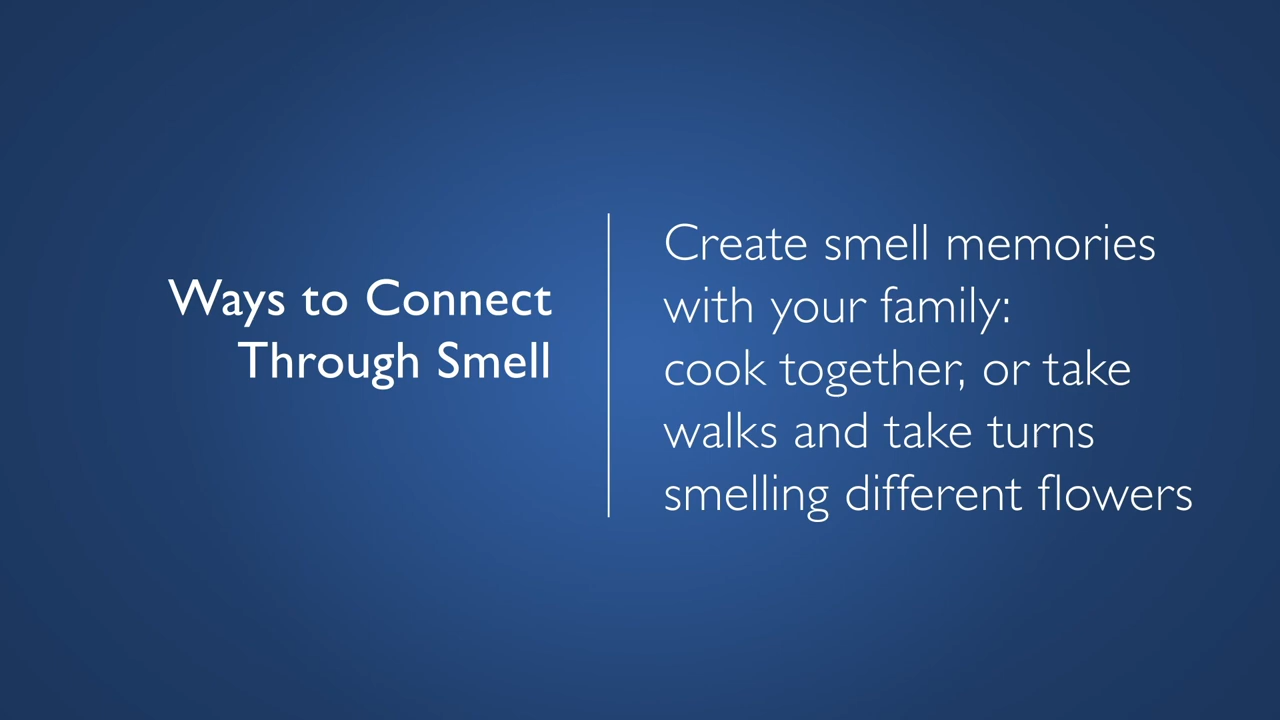 Ways to Connect
Through Smell
Create smell memories
with your family:
cook together, or take
walks and take turns
smelling different flowers